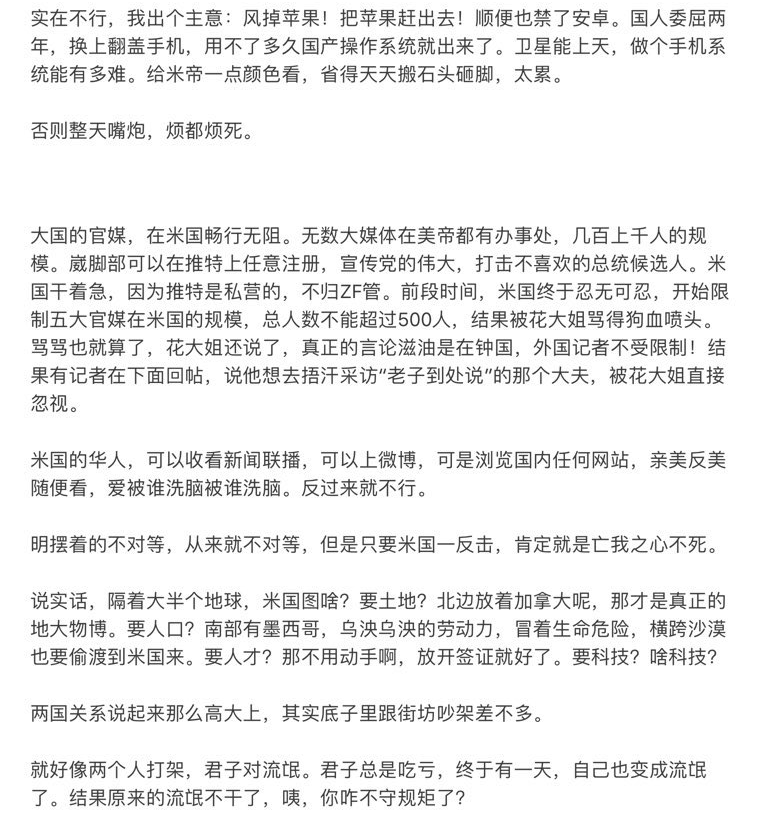 实在不行，我出个主意：风掉苹果！把苹果赶出去！顺便也禁了安卓。国人委屈两
年，换上翻盖手机，用不了多久国产操作系统就出来了。卫星能上天，做个手机系
统能有多难。给米帝一点颜色看，省得天天搬石头砸脚，太累。
否则整天嘴炮，烦都烦死。
大国的官媒，在米国畅行无阻。无数大媒体在美帝都有办事处，几百上千人的规
模。崴脚部可以在推特上任意注册，宣传党的伟大，打击不喜欢的总统候选人。米
国干着急，因为推特是私营的，不归ZF管。前段时间，米国终于忍无可忍，开始限
制五大官媒在米国的规模，总人数不能超过500人，结果被花大姐骂得狗血喷头。
骂骂也就算了，花大姐还说了，真正的言论滋油是在钟国，外国记者不受限制！结
果有记者在下面回帖，说他想去捂汗采访“老子到处说”的那个大夫，被花大姐直接
忽视。
米国的华人，可以收看新闻联播，可以上微博，可是浏览国内任何网站，亲美反美
随便看，爱被谁洗脑被谁洗脑。反过来就不行。
明摆着的不对等，从来就不对等，但是只要米国一反击，肯定就是亡我之心不死。
说实话，隔着大半个地球，米国图啥？要土地？北边放着加拿大呢，那才是真正的
地大物博。要人口？南部有墨西哥，乌泱乌泱的劳动力，冒着生命危险，横跨沙漠
也要偷渡到米国来。要人才？那不用动手啊，放开签证就好了。要科技？啥科技？
两国关系说起来那么高大上，其实底子里跟街坊吵架差不多。
就好像两个人打架，君子对流氓。君子总是吃亏，终于有一天，自己也变成流氓
了。结果原来的流氓不干了，咦，你咋不守规矩了？